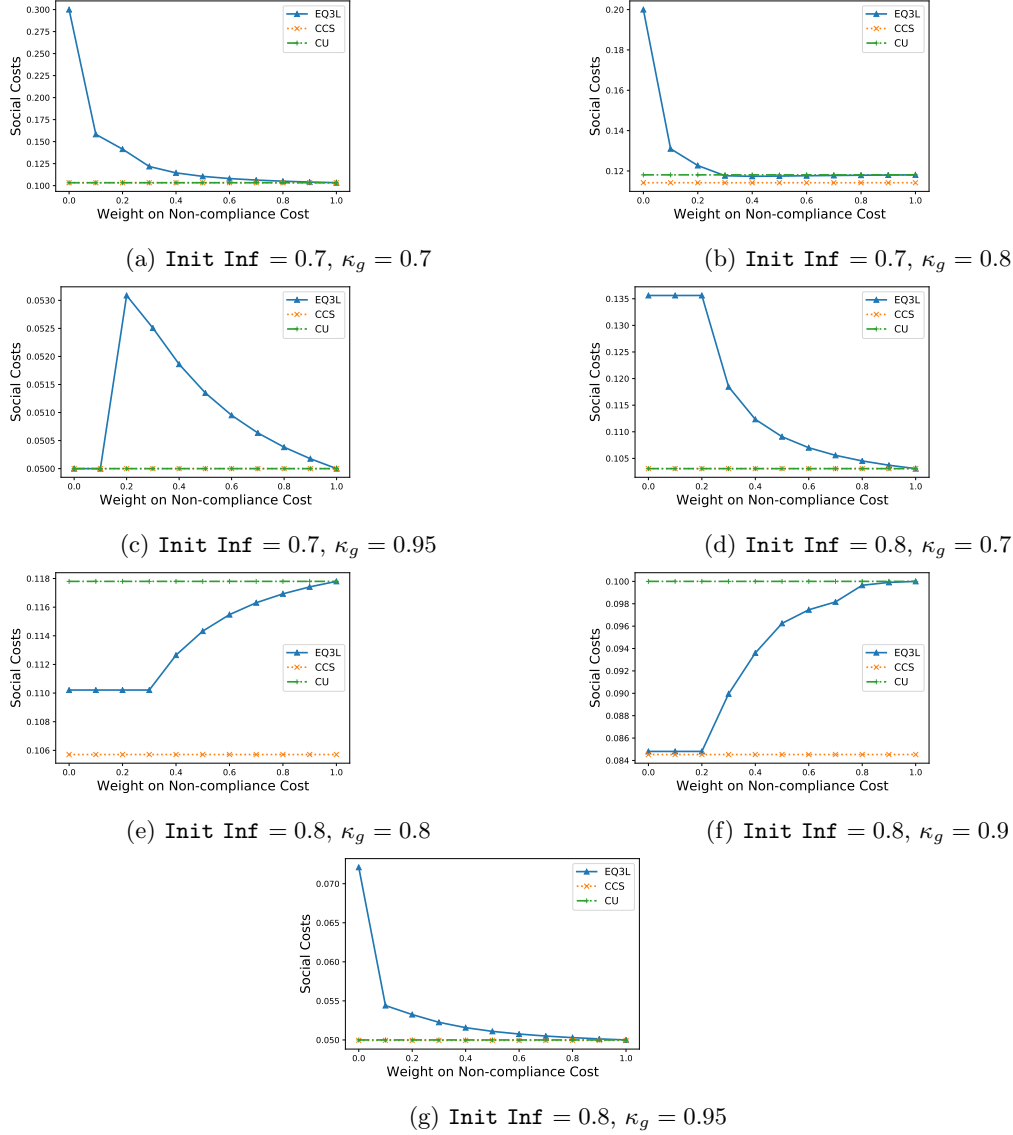 0.300
0.275
0.250
0.225
0.200
0.175
0.150
0.125
0.100
Social Costs
EQ3L
CCS
CU
0.0 0.2 0.4 0.6 0.8 1.0
Weight on Non-compliance Cost
(a) Init Inf = 0.7, κg = 0.7
0.20
0.18
0.16
0.14
0.12
Social Costs
EQ3L
CCS
CU
0.0 0.2 0.4 0.6 0.8 1.0
Weight on Non-compliance Cost
(b) Init Inf = 0.7, κg = 0.8
0.0530
0.0525
0.0520
0.0515
0.0510
0.0505
0.0500
Social Costs
EQ3L
CCS
CU
0.0 0.2 0.4 0.6 0.8 1.0
Weight on Non-compliance Cost
(c) Init Inf = 0.7, κg = 0.95
0.135
0.130
0.125
0.120
0.115
0.110
0.105
Social Costs
EQ3L
CCS
CU
0.0 0.2 0.4 0.6 0.8 1.0
Weight on Non-compliance Cost
(d) Init Inf = 0.8, κg = 0.7
0.118
0.116
0.114
0.112
0.110
0.108
0.106
Social Costs
EQ3L
CCS
CU
0.0 0.2 0.4 0.6 0.8 1.0
Weight on Non-compliance Cost
(e) Init Inf = 0.8, κg = 0.8
0.100
0.098
0.096
0.094
0.092
0.090
0.088
0.086
0.084
Social Costs
EQ3L
CCS
CU
0.0 0.2 0.4 0.6 0.8 1.0
Weight on Non-compliance Cost
(f) Init Inf = 0.8, κg = 0.9
0.070
0.065
0.060
0.055
0.050
Social Costs
EQ3L
CCS
CU
0.0 0.2 0.4 0.6 0.8 1.0
Weight on Non-compliance Cost
(g) Init Inf = 0.8, κg = 0.95